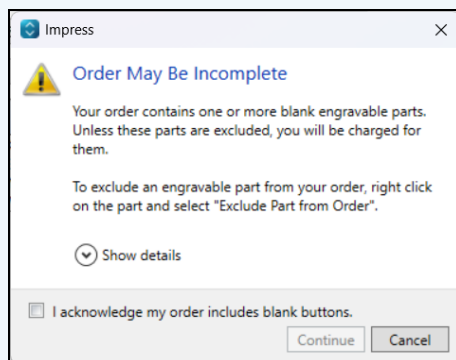 Impress
Order May Be Incomplete
Your order contains one or more blank engravable parts.
Unless these parts are excluded, you will be charged for
them.
To exclude an engravable part from your order, right click
on the part and select "Exclude Part from Order".
Show details
I acknowledge my order includes blank buttons.
Continue Cancel